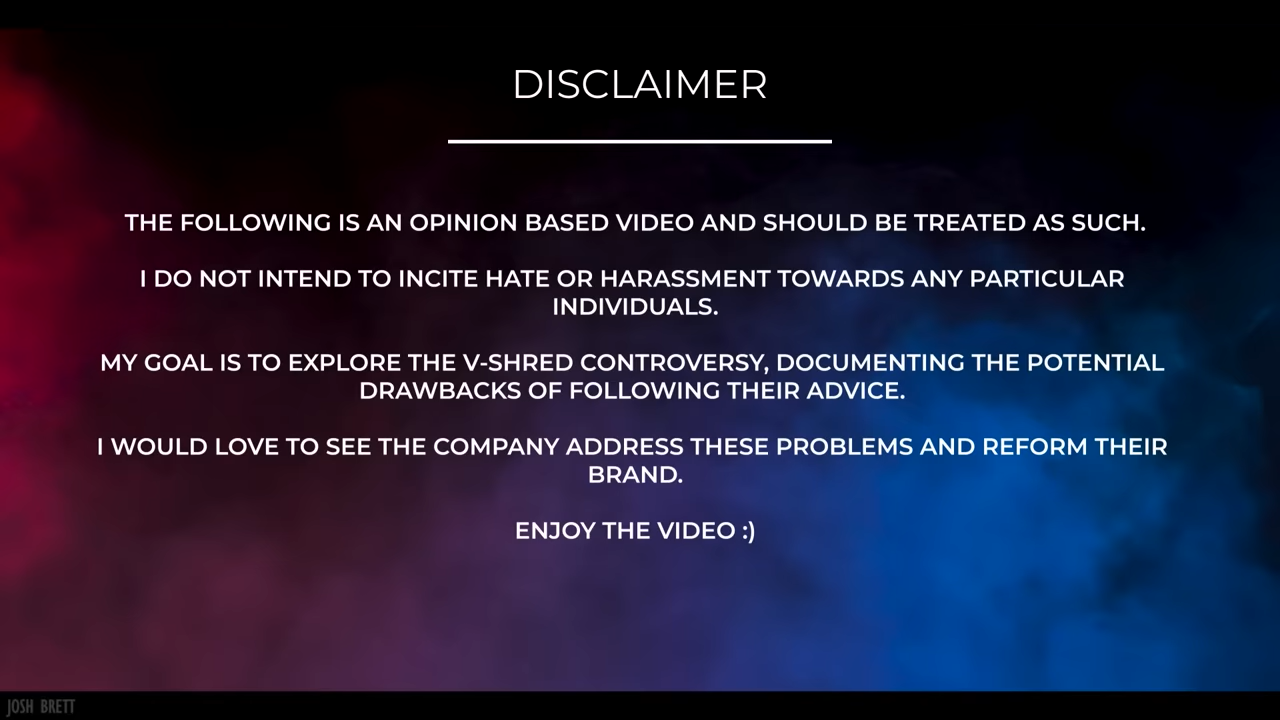 DISCLAIMER
THE FOLLOWING IS AN OPINION BASED VIDEO AND SHOULD BE TREATED AS SUCH.
I DO NOT INTEND TO INCITE HATE OR HARASSMENT TOWARDS ANY PARTICULAR
INDIVIDUALS.
MY GOAL IS TO EXPLORE THE V-SHRED CONTROVERSY, DOCUMENTING THE POTENTIAL
DRAWBACKS OF FOLLOWING THEIR ADVICE.
I WOULD LOVE TO SEE THE COMPANY ADDRESS THESE PROBLEMS AND REFORM THEIR
BRAND.
ENJOY THE VIDEO :)
JOSH BRETT